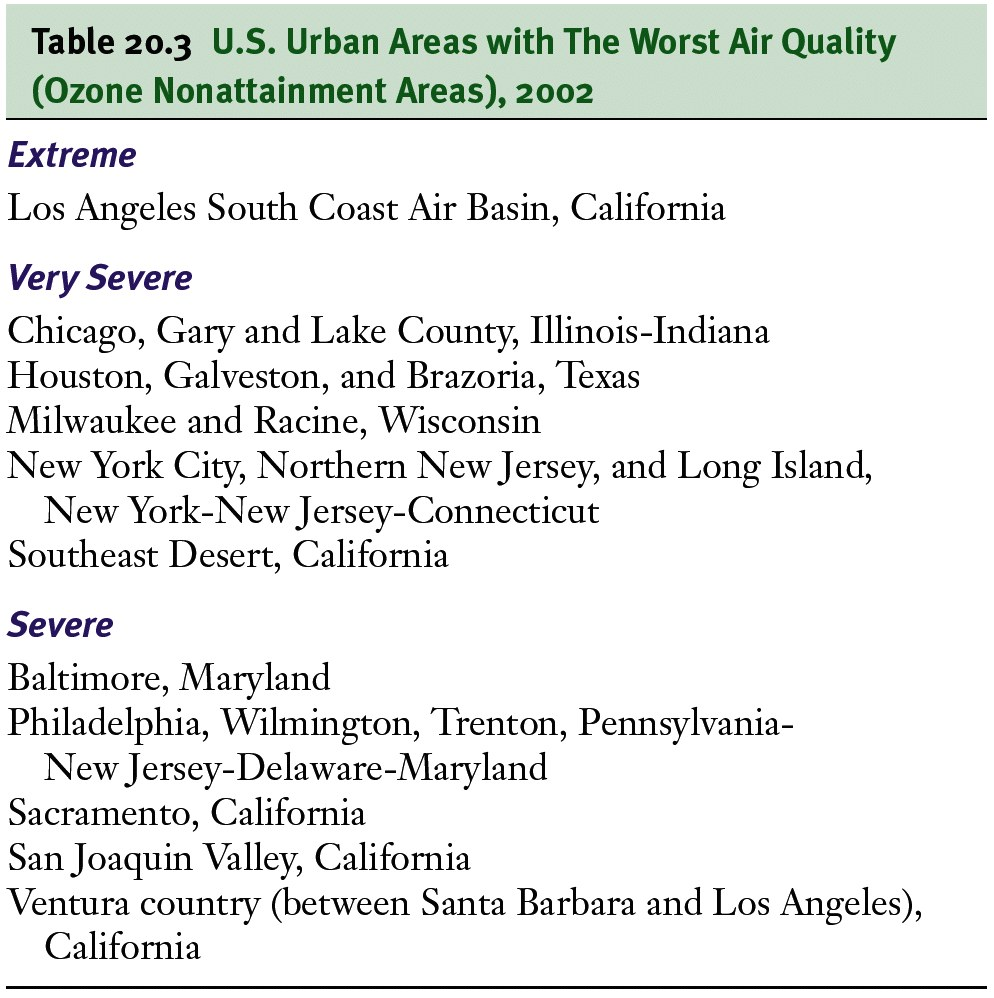 Table 20.3 U.S. Urban Areas with The Worst Air Quality
(Ozone Nonattainment Areas), 2002
Extreme
Los Angeles South Coast Air Basin, California
Very Severe
Chicago, Gary and Lake County, Illinois-Indiana
Houston, Galveston, and Brazoria, Texas
Milwaukee and Racine, Wisconsin
New York City, Northern New Jersey, and Long Island,
New York-New Jersey-Connecticut
Southeast Desert, California
Severe
Baltimore, Maryland
Philadelphia, Wilmington, Trenton, Pennsylvania-
New Jersey-Delaware-Maryland
Sacramento, California
San Joaquin Valley, California
Ventura country (between Santa Barbara and Los Angeles),
California